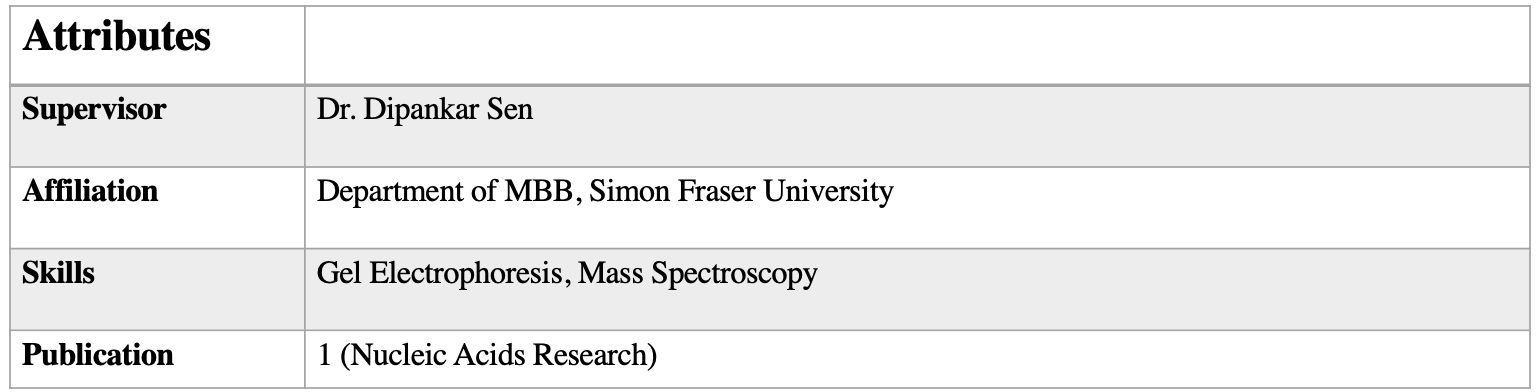 Attributes
Supervisor Dr. Dipankar Sen
Affiliation Department of MBB, Simon Fraser University
Skills Gel Electrophoresis, Mass Spectroscopy
Publication 1 (Nucleic Acids Research)